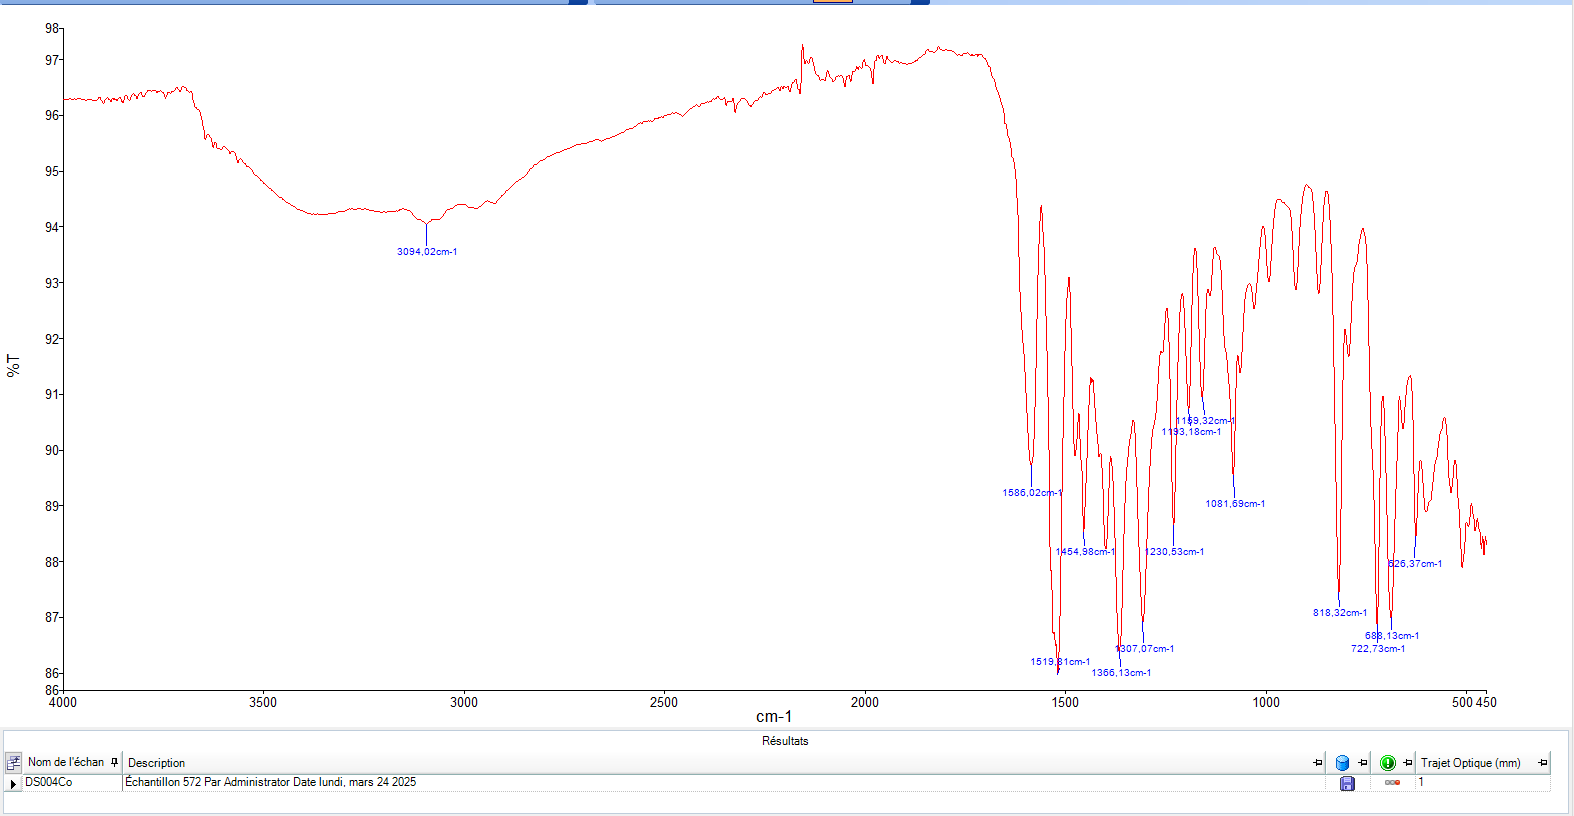 98
97
96
95
94
93
92
91
90
89
88
87
86
86
%T
4000
3500
3000
2500
2000
1500
1000
500
450
cm-1
3094,02cm-1
1586,02cm-1
1519,81cm-1
1454,98cm-1
1366,13cm-1
1307,07cm-1
1230,53cm-1
1193,18cm-1
1159,32cm-1
1081,69cm-1
818,32cm-1
722,73cm-1
688,13cm-1
626,37cm-1
Résultats
Nom de l'échan Description Trajet Optique (mm)
DS004Co Échantillon 572 Par Administrator Date lundi, mars 24 2025 1